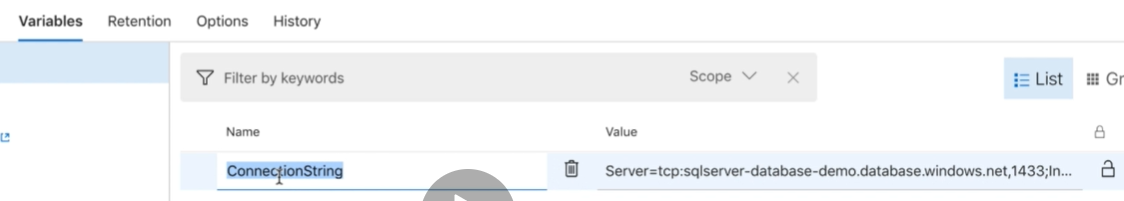 Variables Retention Options History
Filter by keywords Scope List Gr
Name Value
ConnectionString Server=tcp:sqlserver-database-demo.database.windows.net,1433;In...